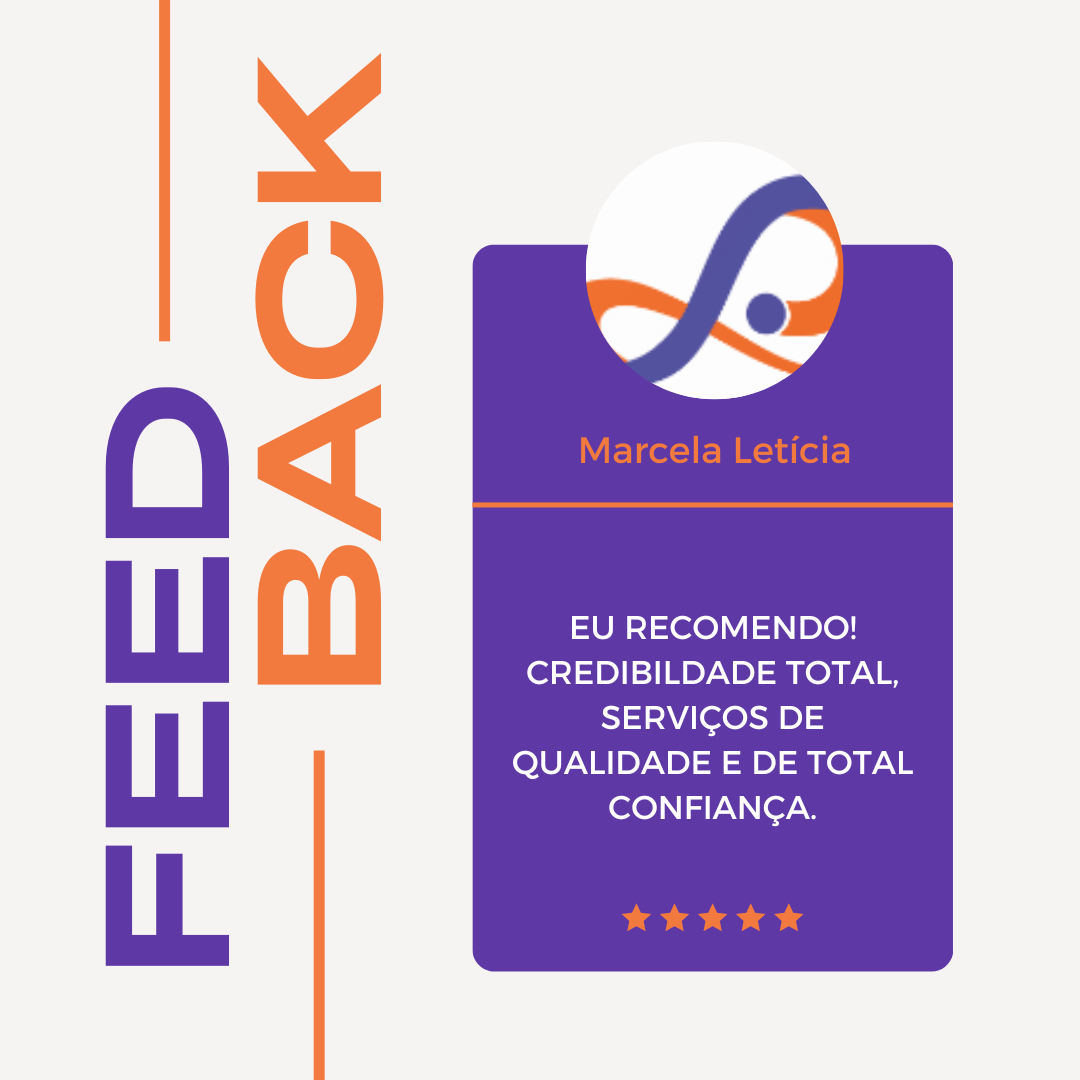 FEED
BACK
Marcela Letícia
EU RECOMENDO!
CREDIBILDADE TOTAL,
SERVIÇOS DE
QUALIDADE E DE TOTAL
CONFIANÇA.